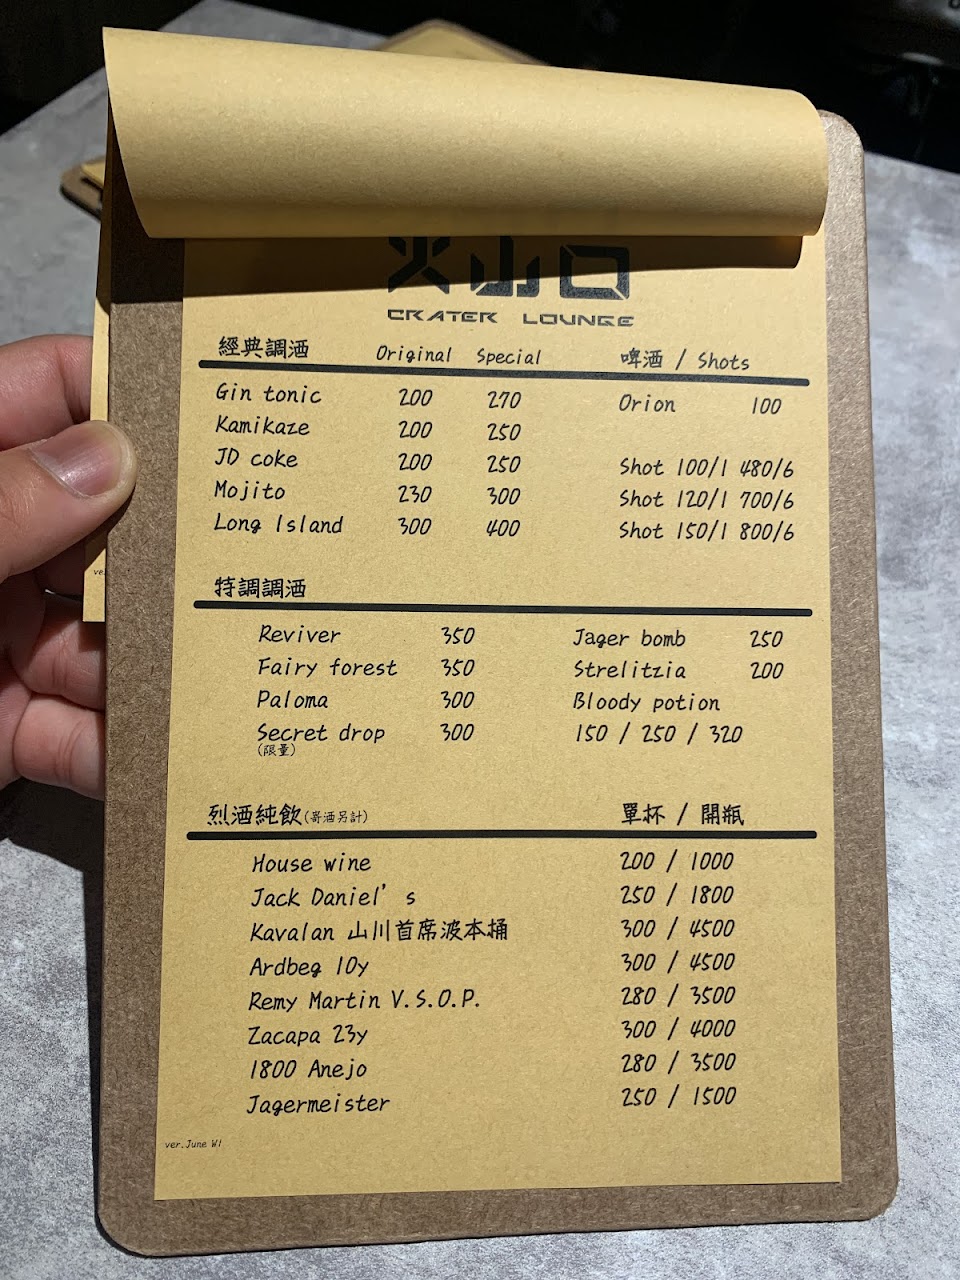 火山口
CRATER LOUNGE
經典調酒 Original Special
Gin tonic 200 270
Kamikaze 200 250
JD coke 200 250
Mojito 230 300
Long Island 300 400
啤酒 / Shots
Orion 100
Shot 100/1 480/6
Shot 120/1 700/6
Shot 150/1 800/6
特調調酒
Reviver 350
Fairy forest 350
Paloma 300
Secret drop 300
(限量)
Jager bomb 250
Strelitzia 200
Bloody potion
150 / 250 / 320
烈酒純飲(寄酒另計) 單杯 / 開瓶
House wine 200 / 1000
Jack Daniel's 250 / 1800
Kavalan 山川首席波本桶 300 / 4500
Ardbeg 10y 300 / 4500
Remy Martin V.S.O.P. 280 / 3500
Zacapa 23y 300 / 4000
1800 Anejo 280 / 3500
Jagermeister 250 / 1500
ver.June W1
ve